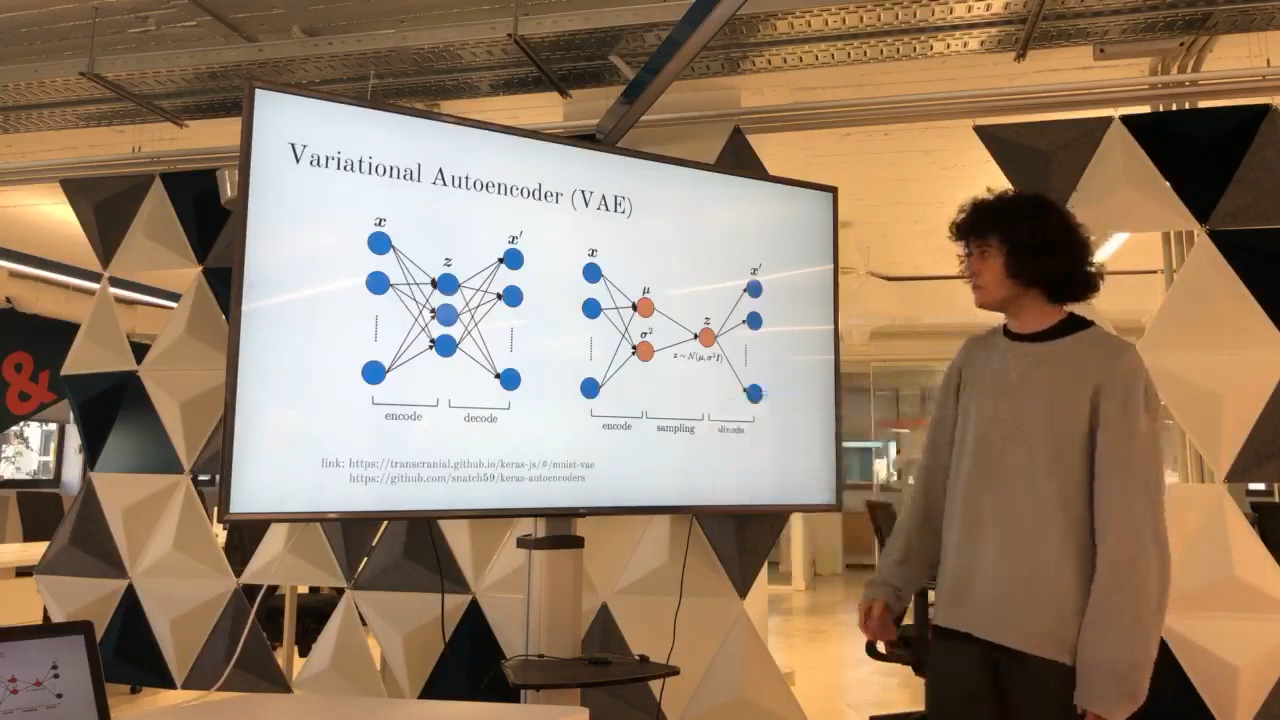 Variational Autoencoder (VAE)
x
z
x′
encode
decode
x
μ
σ²
z
z ~ N(μ, σ²I)
x′
encode
sampling
link: https://transcranial.github.io/keras-js/#/mnist-vae
https://github.com/snatch59/keras-autoencoders
&